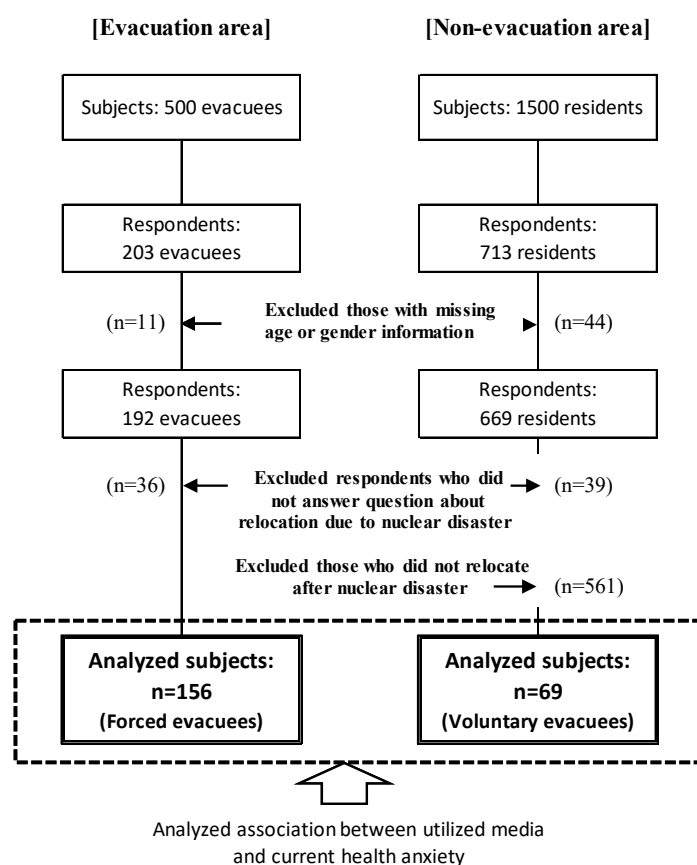 [Evacuation area]
[Non-evacuation area]
Subjects: 500 evacuees
Subjects: 1500 residents
Respondents:
203 evacuees
Respondents:
713 residents
(n=11)
Excluded those with missing
age or gender information
(n=44)
Respondents:
192 evacuees
Respondents:
669 residents
(n=36)
Excluded respondents who did
not answer question about
relocation due to nuclear disaster
(n=39)
Excluded those who did not relocate
after nuclear disaster
(n=561)
Analyzed subjects:
n=156
(Forced evacuees)
Analyzed subjects:
n=69
(Voluntary evacuees)
Analyzed association between utilized media
and current health anxiety